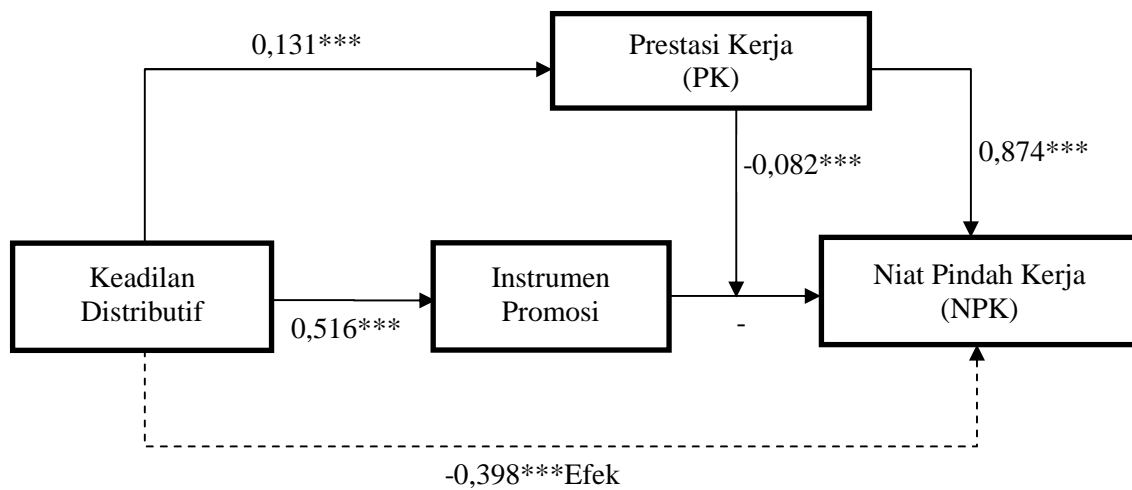 0,131***
Prestasi Kerja
(PK)
-0,082***
0,874***
Keadilan
Distributif
0,516***
Instrumen
Promosi
-
Niat Pindah Kerja
(NPK)
-0,398***Efek